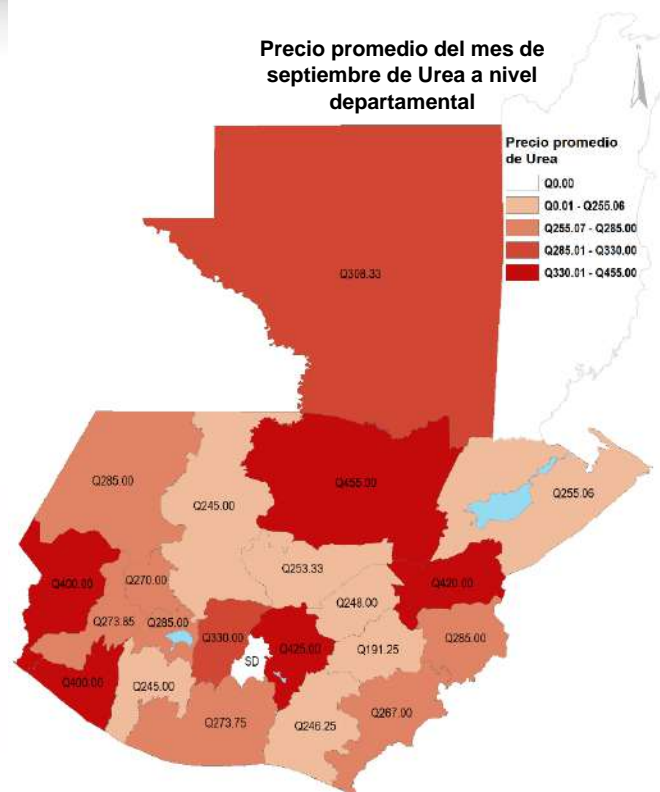 Precio promedio del mes de
septiembre de Urea a nivel
departamental
Precio promedio
de Urea
Q0.00
Q0.01 - Q255.06
Q255.07 - Q285.00
Q285.01 - Q330.00
Q330.01 - Q455.00
Q308.33
Q285.00
Q245.00
Q455.00
Q255.06
Q253.33
Q400.00
Q270.00
Q420.00
Q248.00
Q273.85
Q285.00
Q330.00
Q425.00
Q191.25
Q285.00
SD
Q400.00
Q245.00
Q273.75
Q246.25
Q267.00